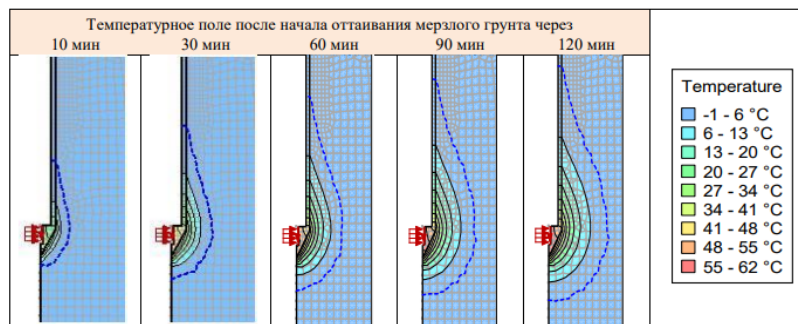 Температурное поле после начала оттаивания мерзлого грунта через
10 мин 30 мин 60 мин 90 мин 120 мин
Temperature
-1 - 6 °C
6 - 13 °C
13 - 20 °C
20 - 27 °C
27 - 34 °C
34 - 41 °C
41 - 48 °C
48 - 55 °C
55 - 62 °C